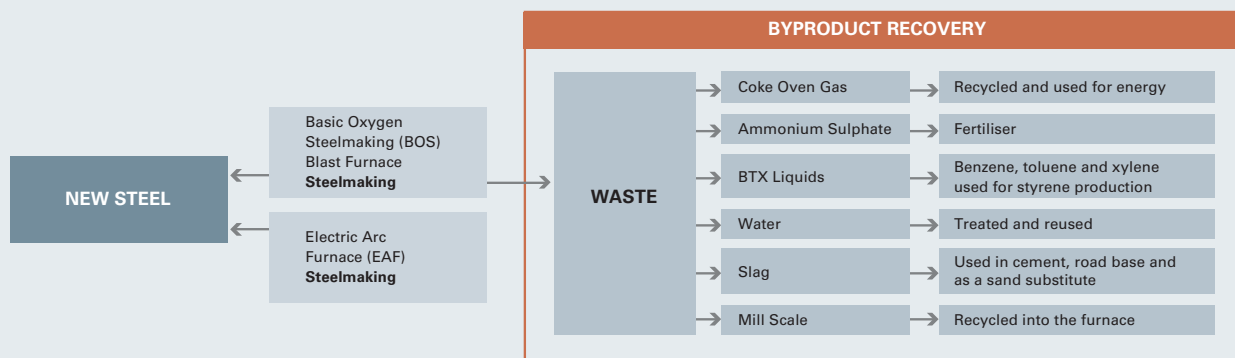 BYPRODUCT RECOVERY
NEW STEEL
Basic Oxygen
Steelmaking (BOS)
Blast Furnace
Steelmaking
Electric Arc
Furnace (EAF)
Steelmaking
WASTE
Coke Oven Gas
Recycled and used for energy
Ammonium Sulphate
Fertiliser
BTX Liquids
Benzene, toluene and xylene
used for styrene production
Water
Treated and reused
Slag
Used in cement, road base and
as a sand substitute
Mill Scale
Recycled into the furnace